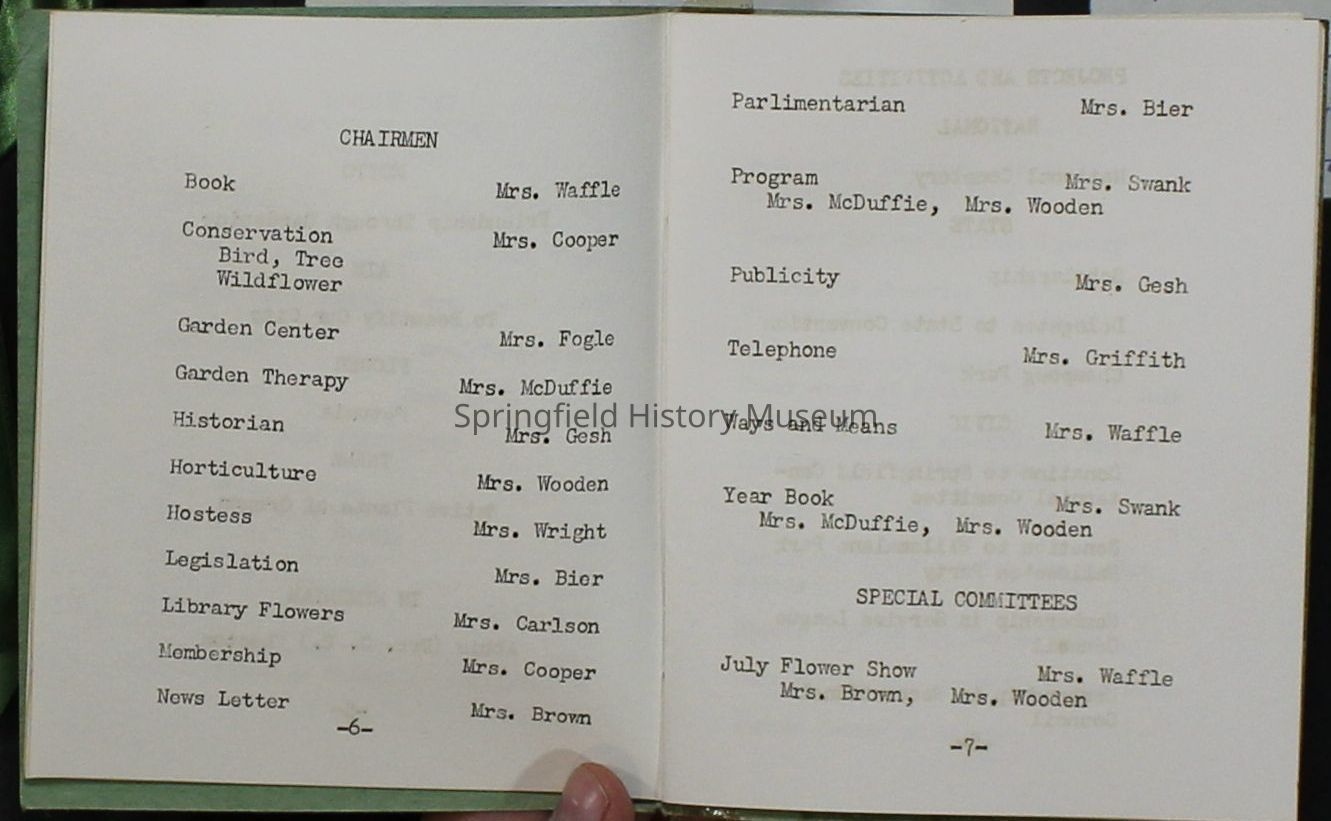 CHAIRMEN
Book Mrs. Waffle
Conservation Mrs. Cooper
Bird, Tree
Wildflower
Garden Center Mrs. Fogle
Garden Therapy Mrs. McDuffie
Historian Mrs. Gesh
Horticulture Mrs. Wooden
Hostess Mrs. Wright
Legislation Mrs. Bier
Library Flowers Mrs. Carlson
Membership Mrs. Cooper
News Letter Mrs. Brown
-6-
Parlimentarian Mrs. Bier
Program Mrs. Swank
Mrs. McDuffie, Mrs. Wooden
Publicity Mrs. Gesh
Telephone Mrs. Griffith
Ways and Means Mrs. Waffle
Year Book Mrs. Swank
Mrs. McDuffie, Mrs. Wooden
SPECIAL COMMITTEES
July Flower Show Mrs. Waffle
Mrs. Brown, Mrs. Wooden
-7-
Springfield History Museum